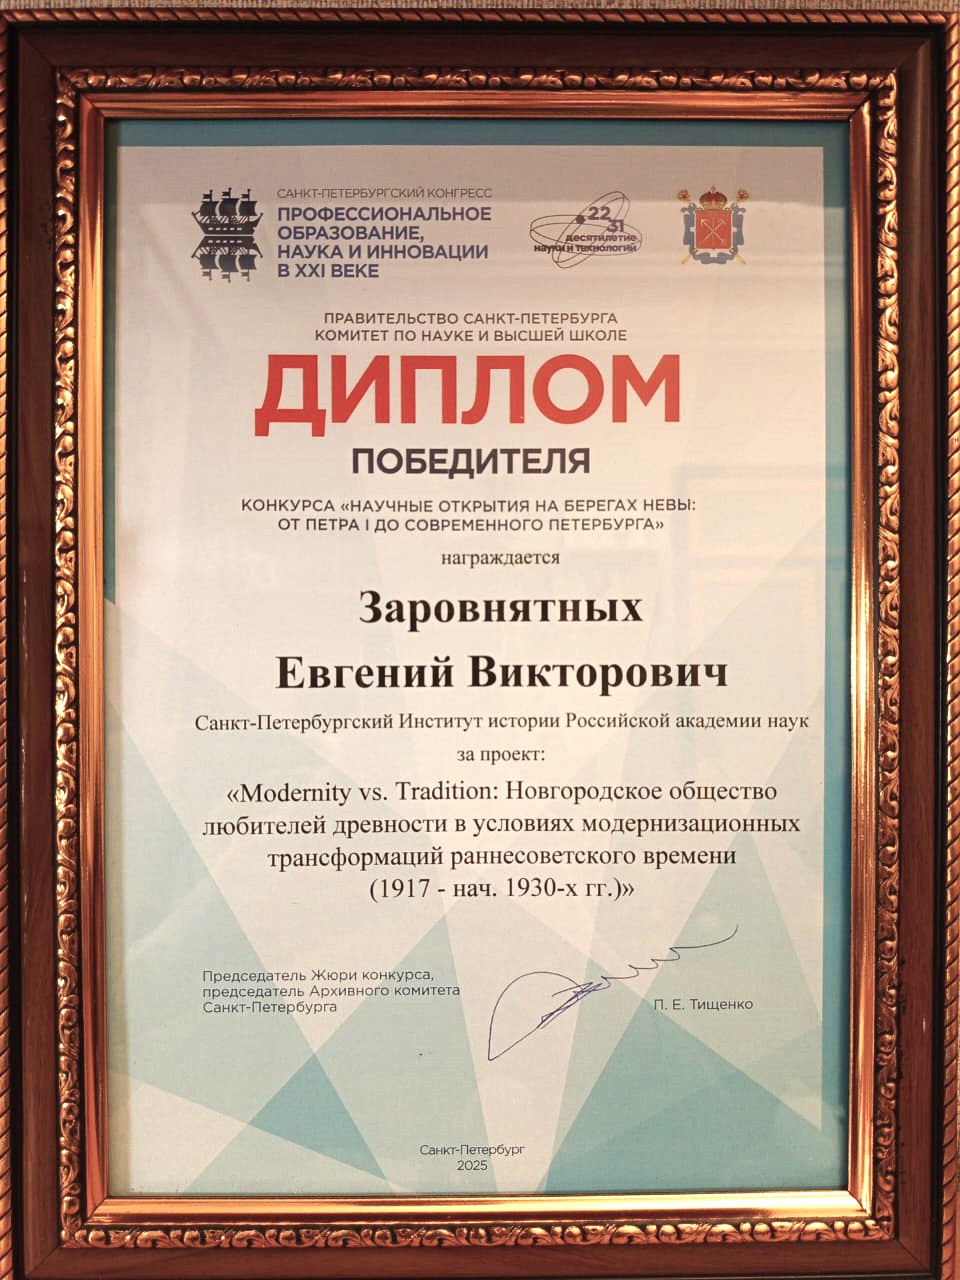 САНКТ-ПЕТЕРБУРГСКИЙ КОНГРЕСС
ПРОФЕССИОНАЛЬНОЕ
ОБРАЗОВАНИЕ,
НАУКА И ИННОВАЦИИ
В XXI ВЕКЕ
22
31
десятилетие
науки и технологий
ПРАВИТЕЛЬСТВО САНКТ-ПЕТЕРБУРГА
КОМИТЕТ ПО НАУКЕ И ВЫСШЕЙ ШКОЛЕ
ДИПЛОМ
ПОБЕДИТЕЛЯ
КОНКУРСА «НАУЧНЫЕ ОТКРЫТИЯ НА БЕРЕГАХ НЕВЫ:
ОТ ПЕТРА I ДО СОВРЕМЕННОГО ПЕТЕРБУРГА»
награждается
Заровнятных
Евгений Викторович
Санкт-Петербургский Институт истории Российской академии наук
за проект:
«Modernity vs. Tradition: Новгородское общество
любителей древности в условиях модернизационных
трансформаций раннесоветского времени
(1917 - нач. 1930-х гг.)»
Председатель Жюри конкурса,
председатель Архивного комитета
Санкт-Петербурга
П. Е. Тищенко
Санкт-Петербург
2025